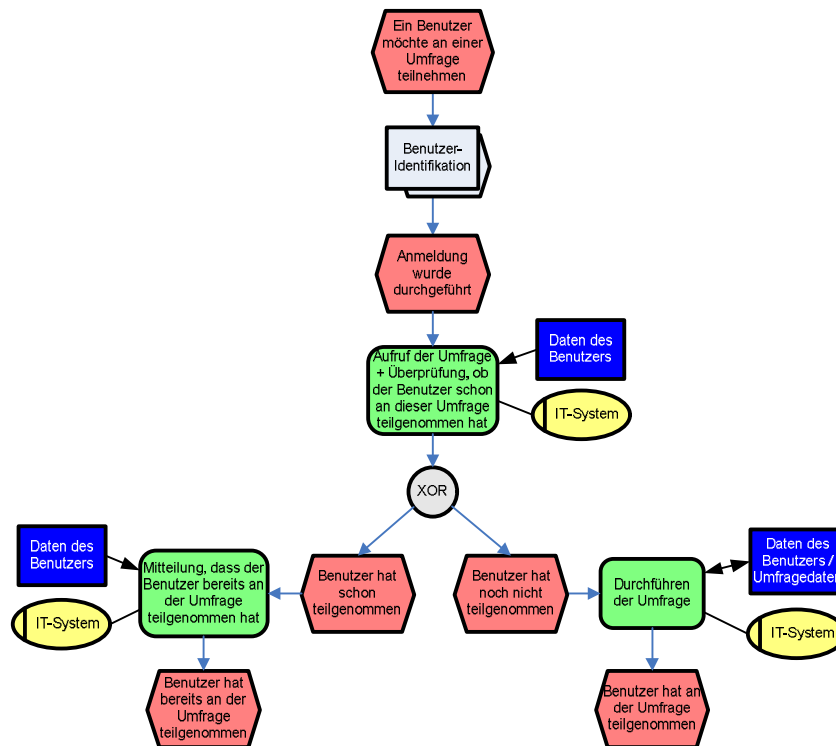 Ein Benutzer
möchte an einer
Umfrage
teilnehmen
Benutzer-
Identifikation
Anmeldung
wurde
durchgeführt
Aufruf der Umfrage
+ Überprüfung, ob
der Benutzer schon
an dieser Umfrage
teilgenommen hat
Daten des
Benutzers
IT-System
XOR
Daten des
Benutzers
IT-System
Mitteilung, dass der
Benutzer bereits an
der Umfrage
teilgenommen hat
Benutzer hat
schon
teilgenommen
Benutzer hat
noch nicht
teilgenommen
Durchführen
der Umfrage
Daten des
Benutzers /
Umfragedaten
IT-System
Benutzer hat
bereits an der
Umfrage
teilgenommen
Benutzer hat an
der Umfrage
teilgenommen